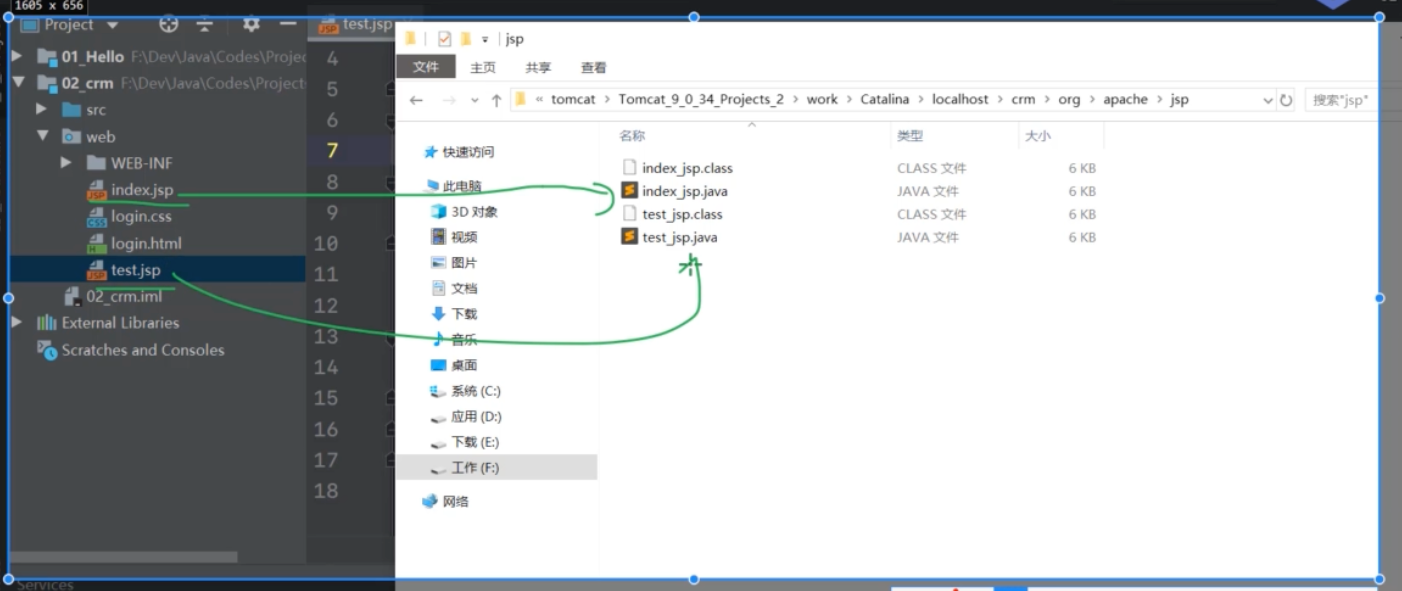 1605 x 656
Project
test.jsp
01_Hello F:\Dev\Java\Codes\Projec
02_crm F:\Dev\Java\Codes\Project
src
web
WEB-INF
index.jsp
login.css
login.html
test.jsp
02_crm.iml
External Libraries
Scratches and Consoles
Services
4
5
6
7
8
9
10
11
12
13
14
15
16
17
18
jsp
文件 主页 共享 查看
« tomcat > Tomcat_9_0_34_Projects_2 > work > Catalina > localhost > crm > org > apache > jsp
搜索"jsp"
快速访问
此电脑
3D 对象
视频
图片
文档
下载
音乐
桌面
系统 (C:)
应用 (D:)
下载 (E:)
工作 (F:)
网络
名称 类型 大小
index_jsp.class CLASS 文件 6 KB
index_jsp.java JAVA 文件 6 KB
test_jsp.class CLASS 文件 6 KB
test_jsp.java JAVA 文件 6 KB